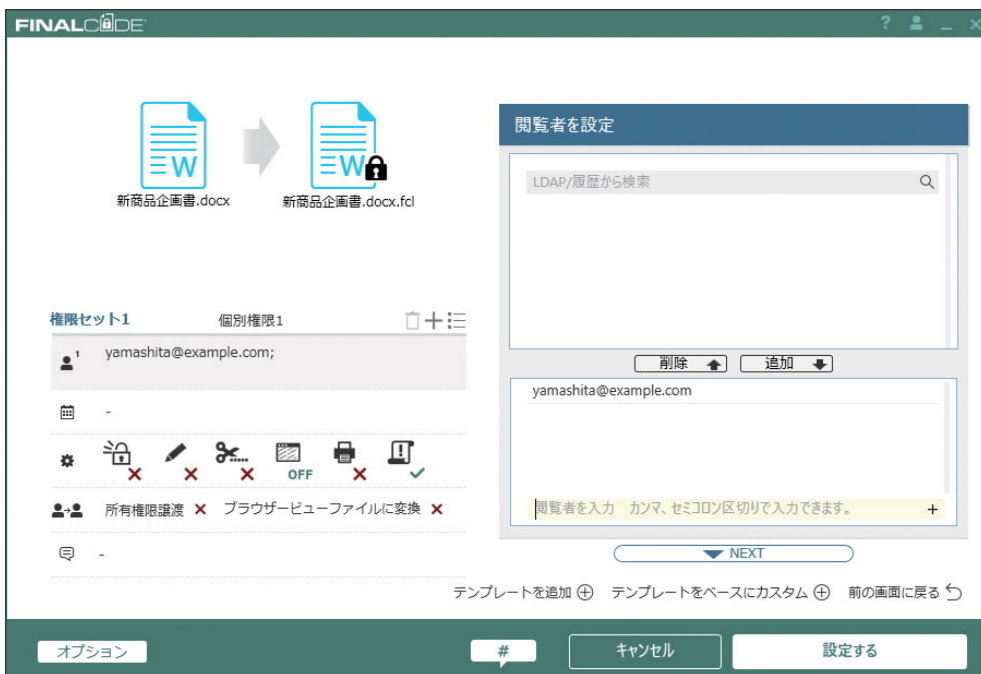 FINALCODE
?
閲覧者を設定
LDAP/履歴から検索
W
W
新商品企画書.docx
新商品企画書.docx.fcl
権限セット1
個別権限1
1
yamashita@example.com;
-
OFF
所有権限譲渡
ブラウザービューファイルに変換
-
削除
追加
yamashita@example.com
閲覧者を入力 カンマ、セミコロン区切りで入力できます。
+
NEXT
テンプレートを追加
テンプレートをベースにカスタム
前の画面に戻る
オプション
#
キャンセル
設定する